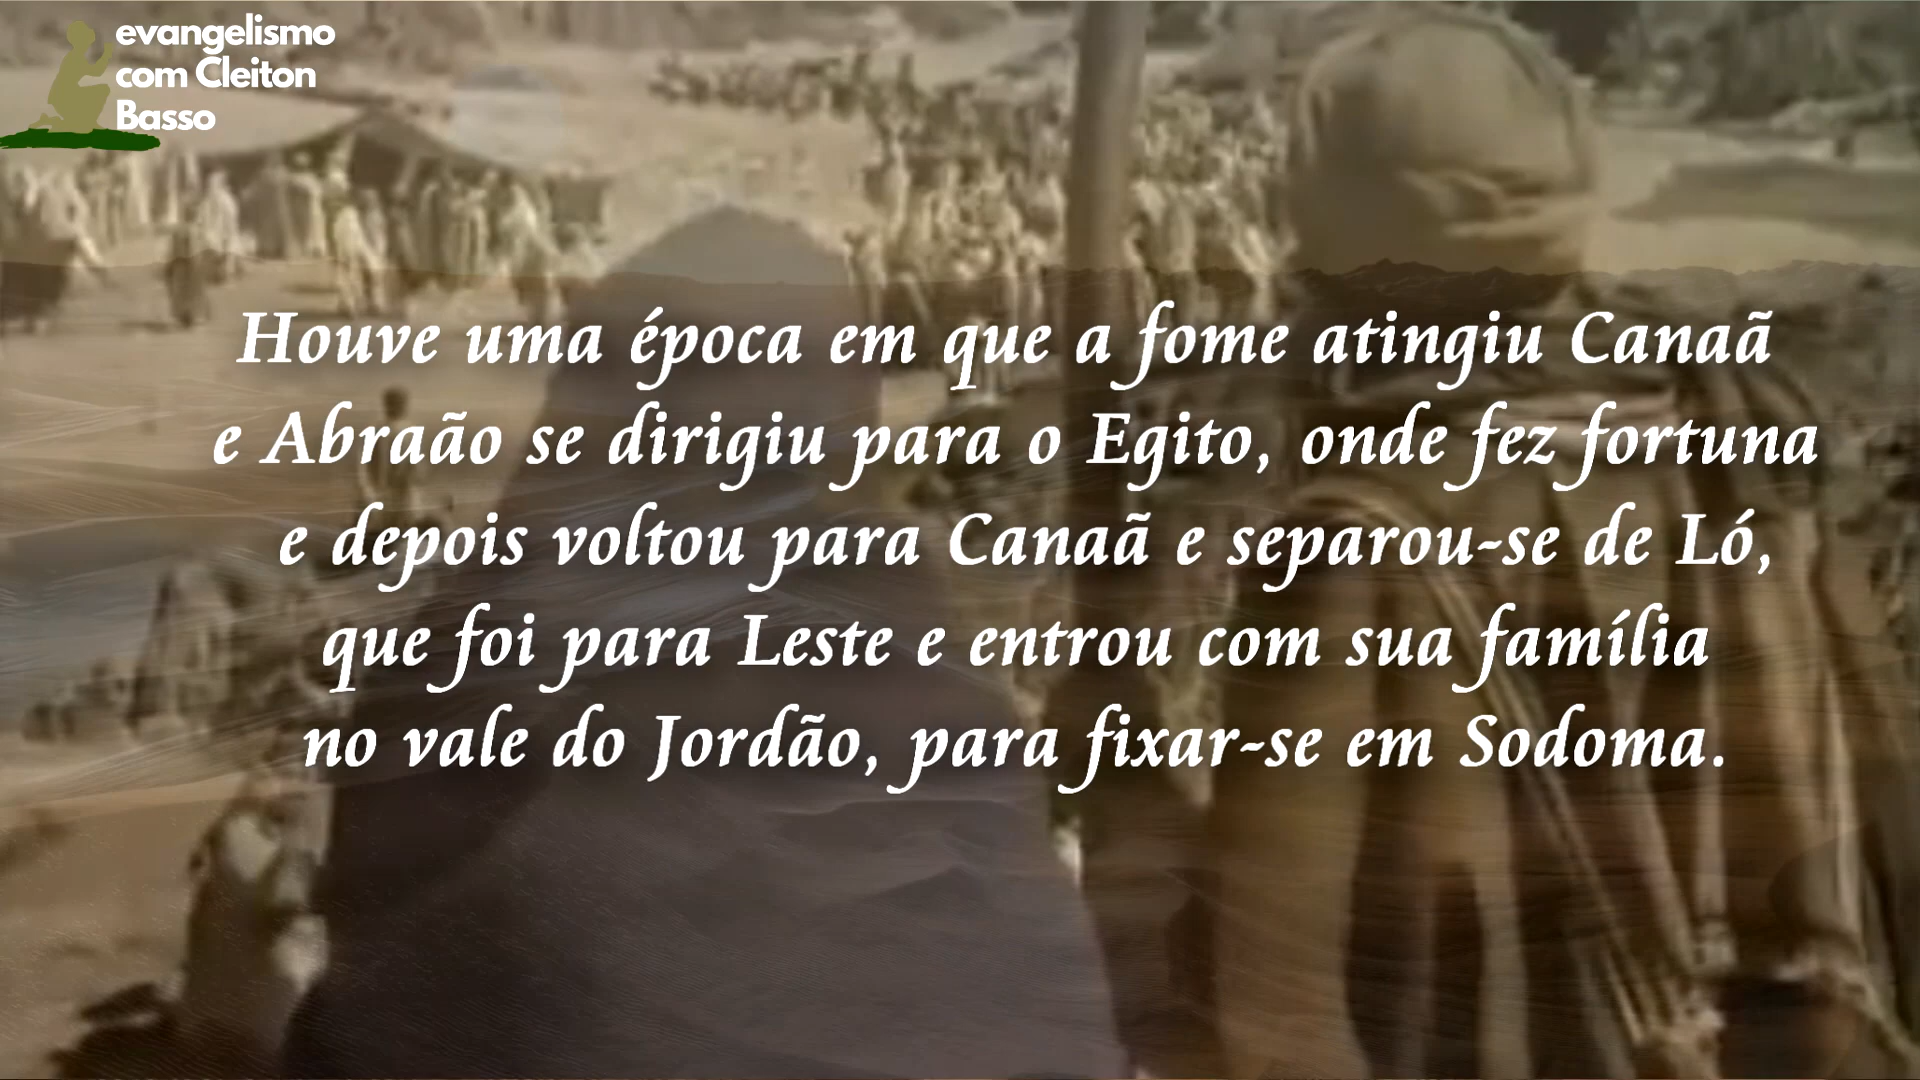 evangelismo
com Cleiton
Basso
Houve uma época em que a fome atingiu Canaã
e Abraão se dirigiu para o Egito, onde fez fortuna
e depois voltou para Canaã e separou-se de Ló,
que foi para Leste e entrou com sua família
no vale do Jordão, para fixar-se em Sodoma.